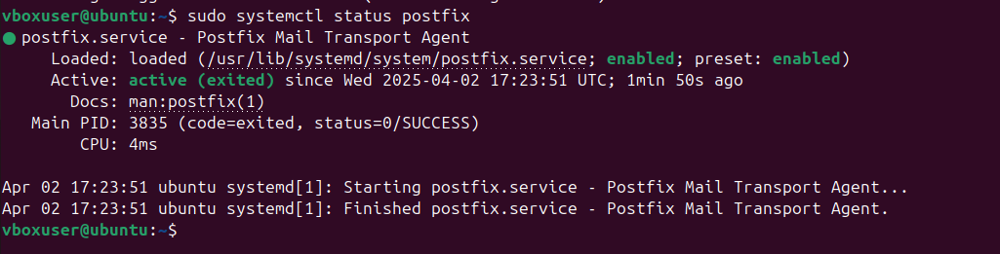 vboxuser@ubuntu:~$ sudo systemctl status postfix
● postfix.service - Postfix Mail Transport Agent
     Loaded: loaded (/usr/lib/systemd/system/postfix.service; enabled; preset: enabled)
     Active: active (exited) since Wed 2025-04-02 17:23:51 UTC; 1min 50s ago
       Docs: man:postfix(1)
   Main PID: 3835 (code=exited, status=0/SUCCESS)
        CPU: 4ms

Apr 02 17:23:51 ubuntu systemd[1]: Starting postfix.service - Postfix Mail Transport Agent...
Apr 02 17:23:51 ubuntu systemd[1]: Finished postfix.service - Postfix Mail Transport Agent.
vboxuser@ubuntu:~$